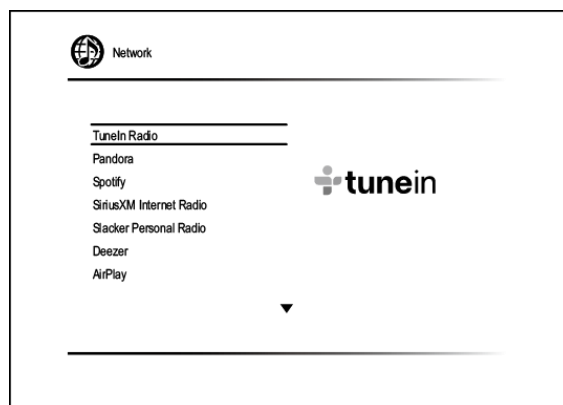 Network
TuneIn Radio
tunein
Pandora
Spotify
SiriusXM Internet Radio
Slacker Personal Radio
Deezer
AirPlay